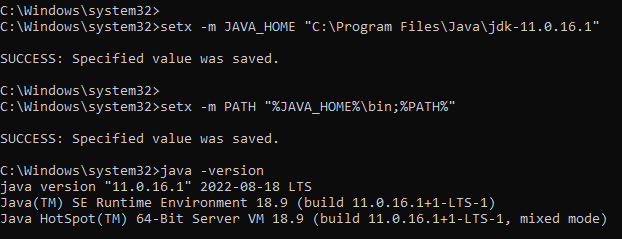 C:\Windows\system32>
C:\Windows\system32>setx -m JAVA_HOME "C:\Program Files\Java\jdk-11.0.16.1"
SUCCESS: Specified value was saved.
C:\Windows\system32>
C:\Windows\system32>setx -m PATH "%JAVA_HOME%\bin;%PATH%"
SUCCESS: Specified value was saved.
C:\Windows\system32>java -version
java version "11.0.16.1" 2022-08-18 LTS
Java(TM) SE Runtime Environment 18.9 (build 11.0.16.1+1-LTS-1)
Java HotSpot(TM) 64-Bit Server VM 18.9 (build 11.0.16.1+1-LTS-1, mixed mode)